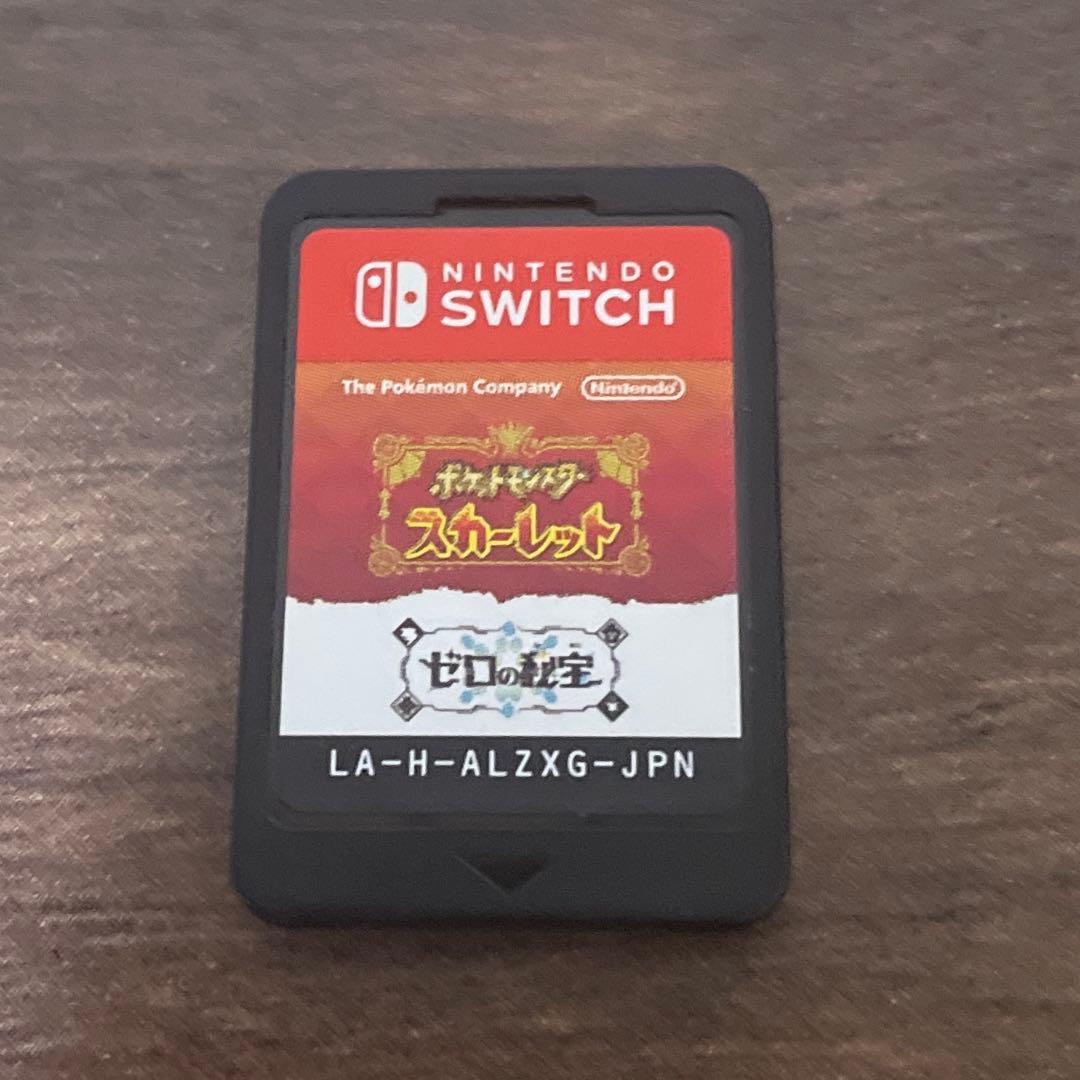 NINTENDO
SWITCH
The Pokémon Company Nintendo
ポケットモンスター
スカーレット
ゼロの秘宝
LA-H-ALZXG-JPN